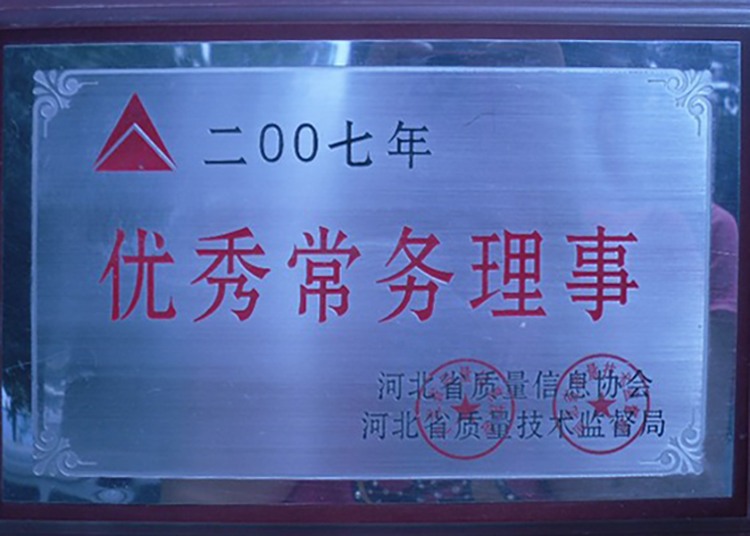 二00七年
优秀常务理事
河北省质量信息协会
河北省质量技术监督局